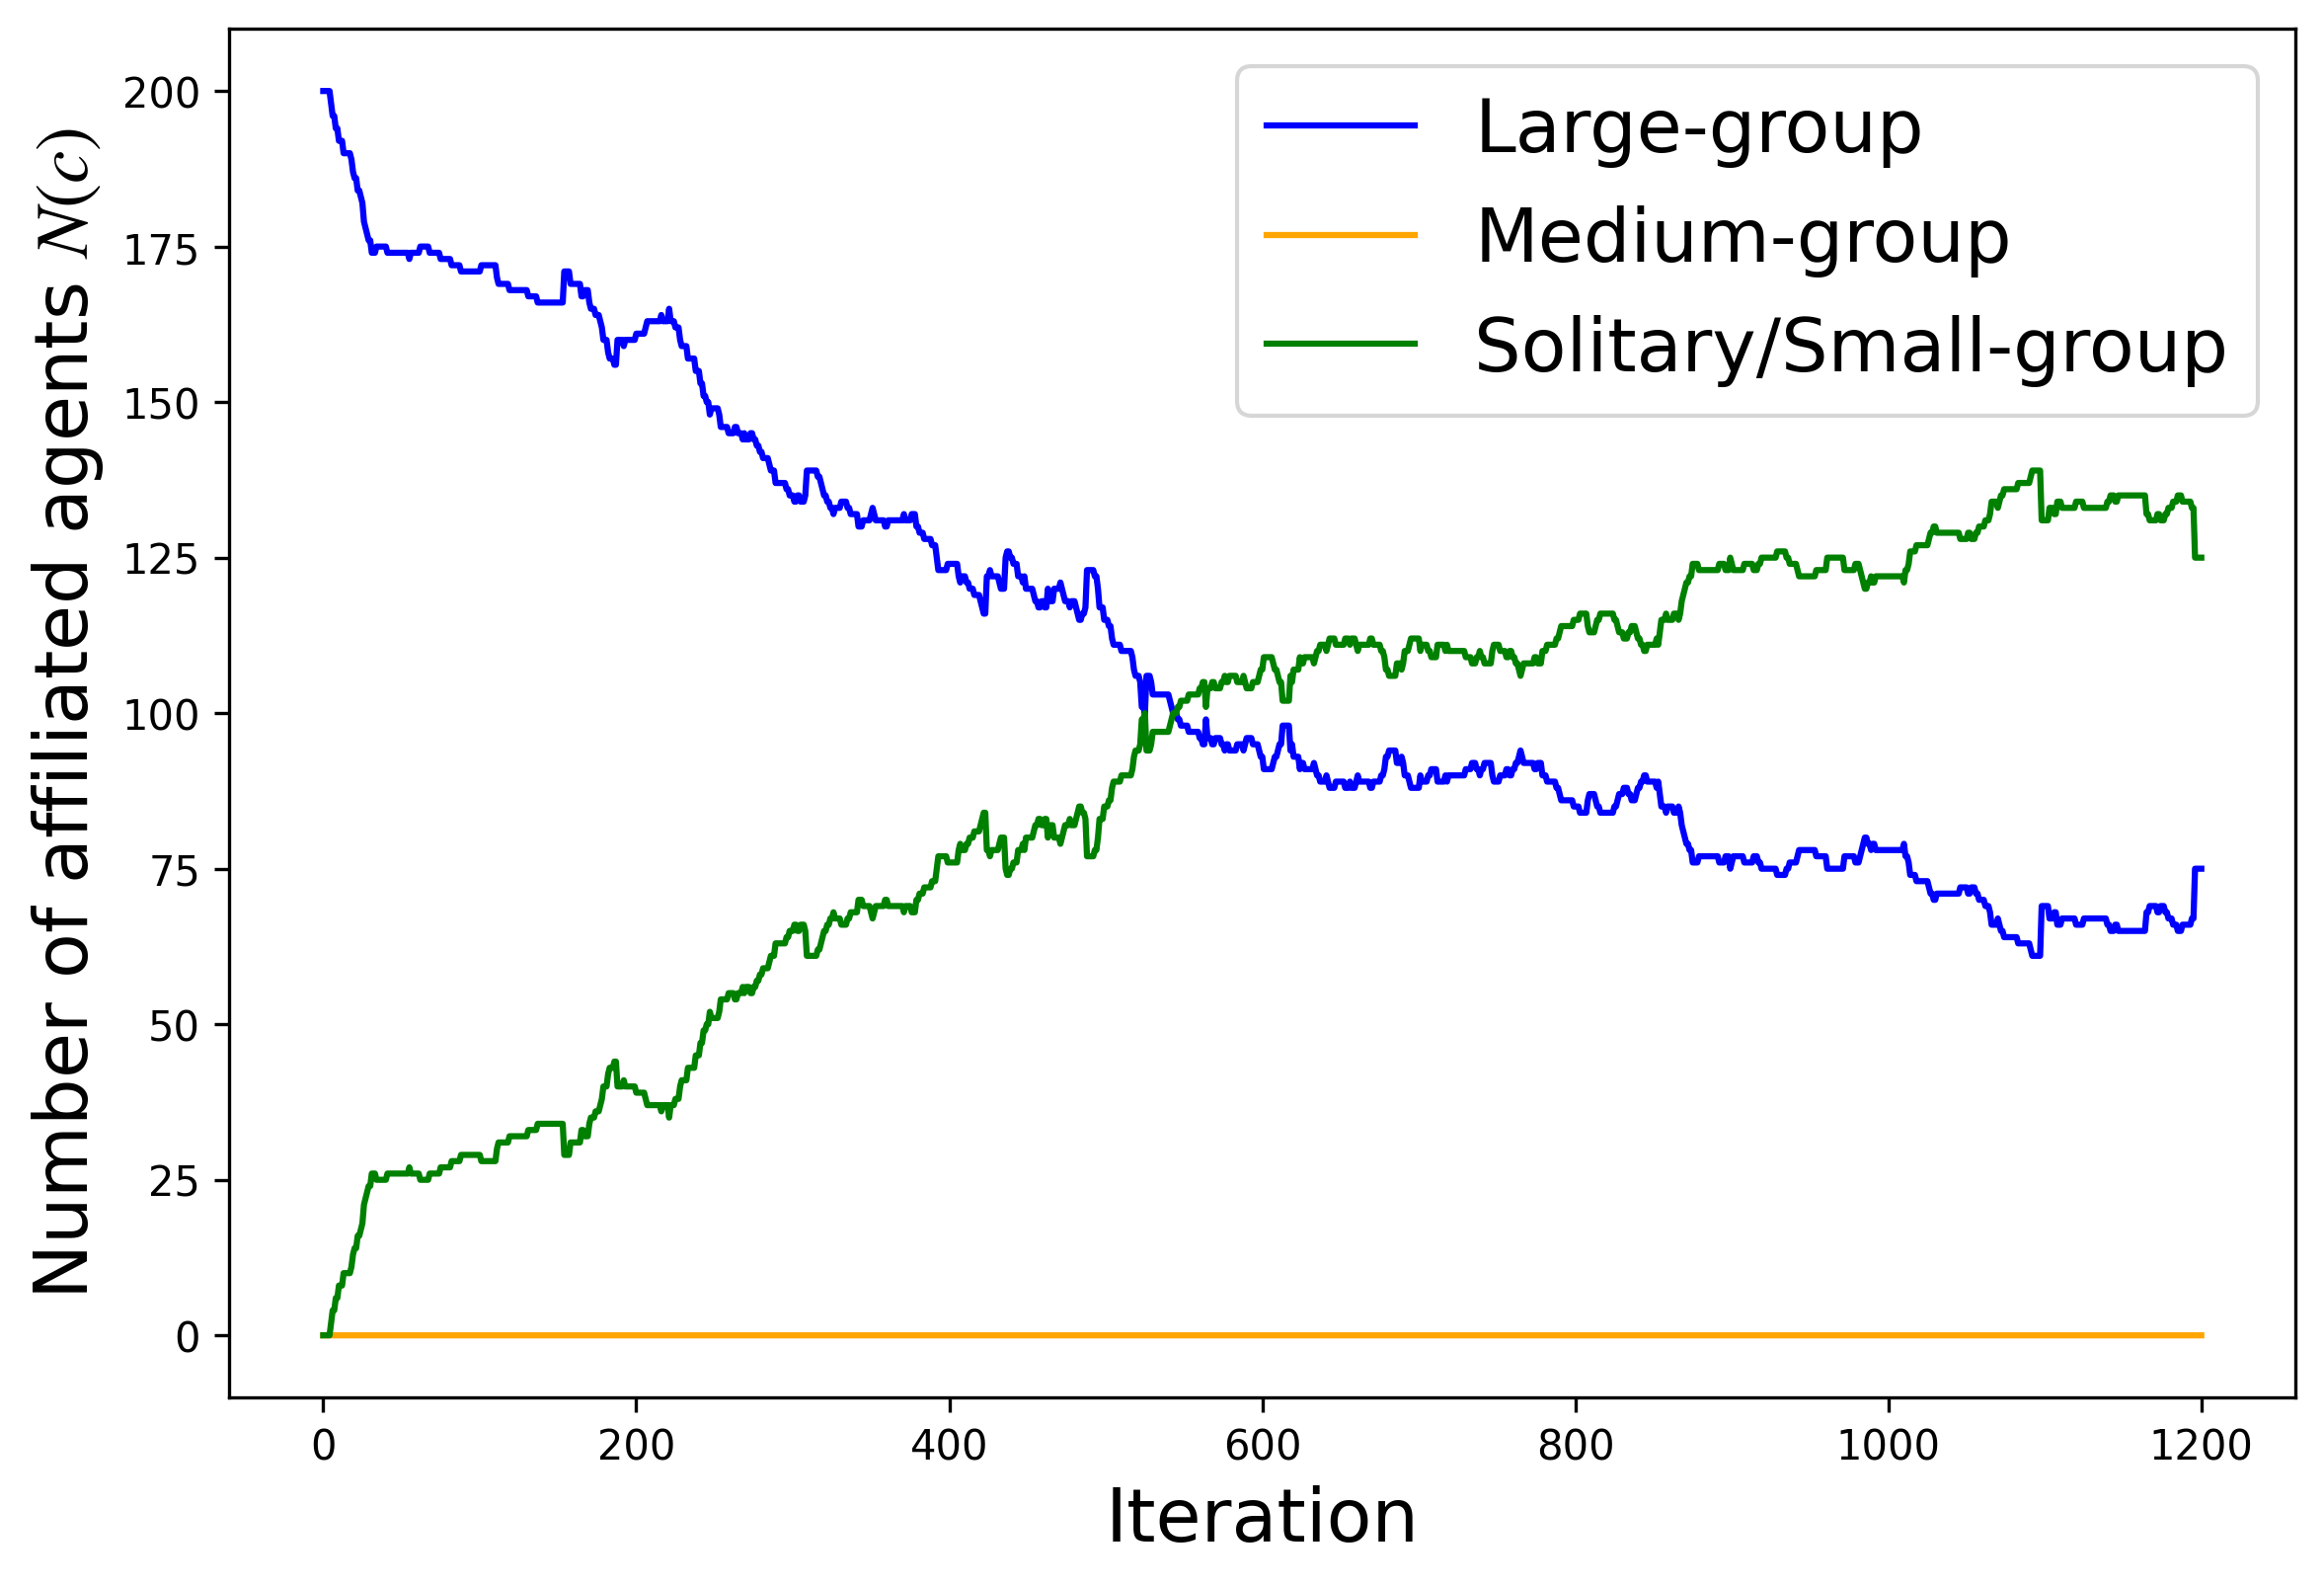 Number of affiliated agents N(c)
200
175
150
125
100
75
50
25
0
Large-group
Medium-group
Solitary/Small-group
0 200 400 600 800 1000 1200
Iteration